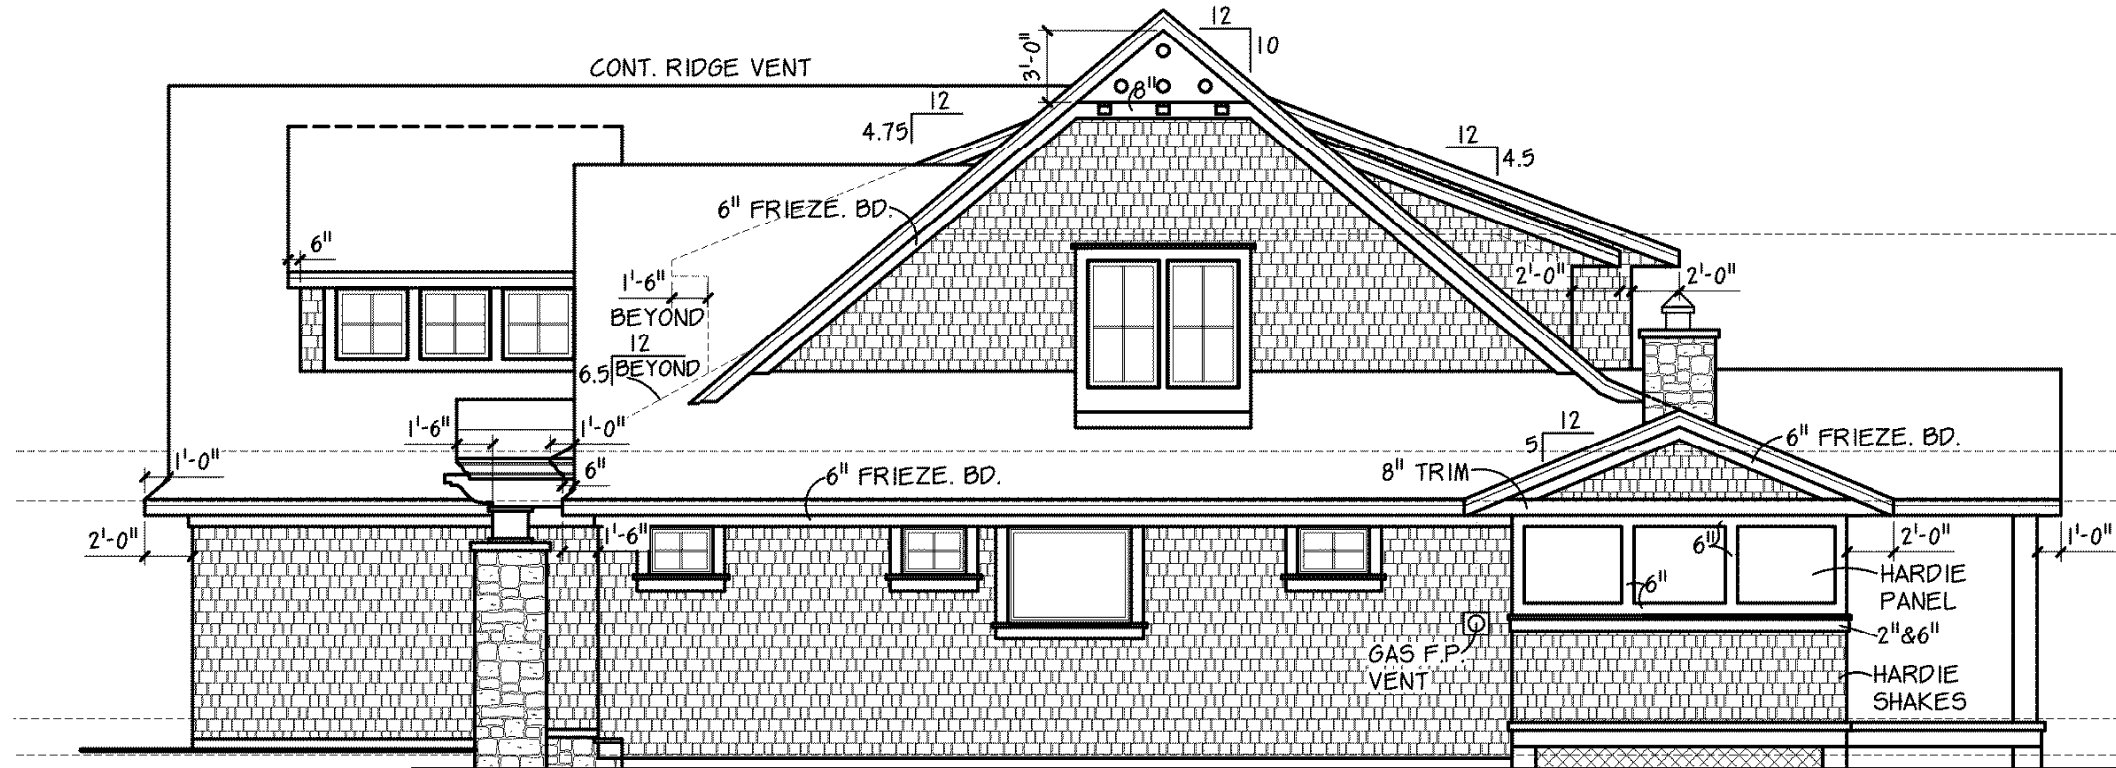 12
10
3'-0"
CONT. RIDGE VENT
8"
12
4.75
12
4.5
6" FRIEZE. BD.
6"
1'-6"
BEYOND
2'-0"
2'-0"
12
6.5
BEYOND
1'-6"
1'-0"
12
5
6" FRIEZE. BD.
1'-0"
6"
6" FRIEZE. BD.
8" TRIM
2'-0"
1'-6"
6"
2'-0"
1'-0"
6"
HARDIE
PANEL
2"&6"
GAS F.P.
VENT
HARDIE
SHAKES